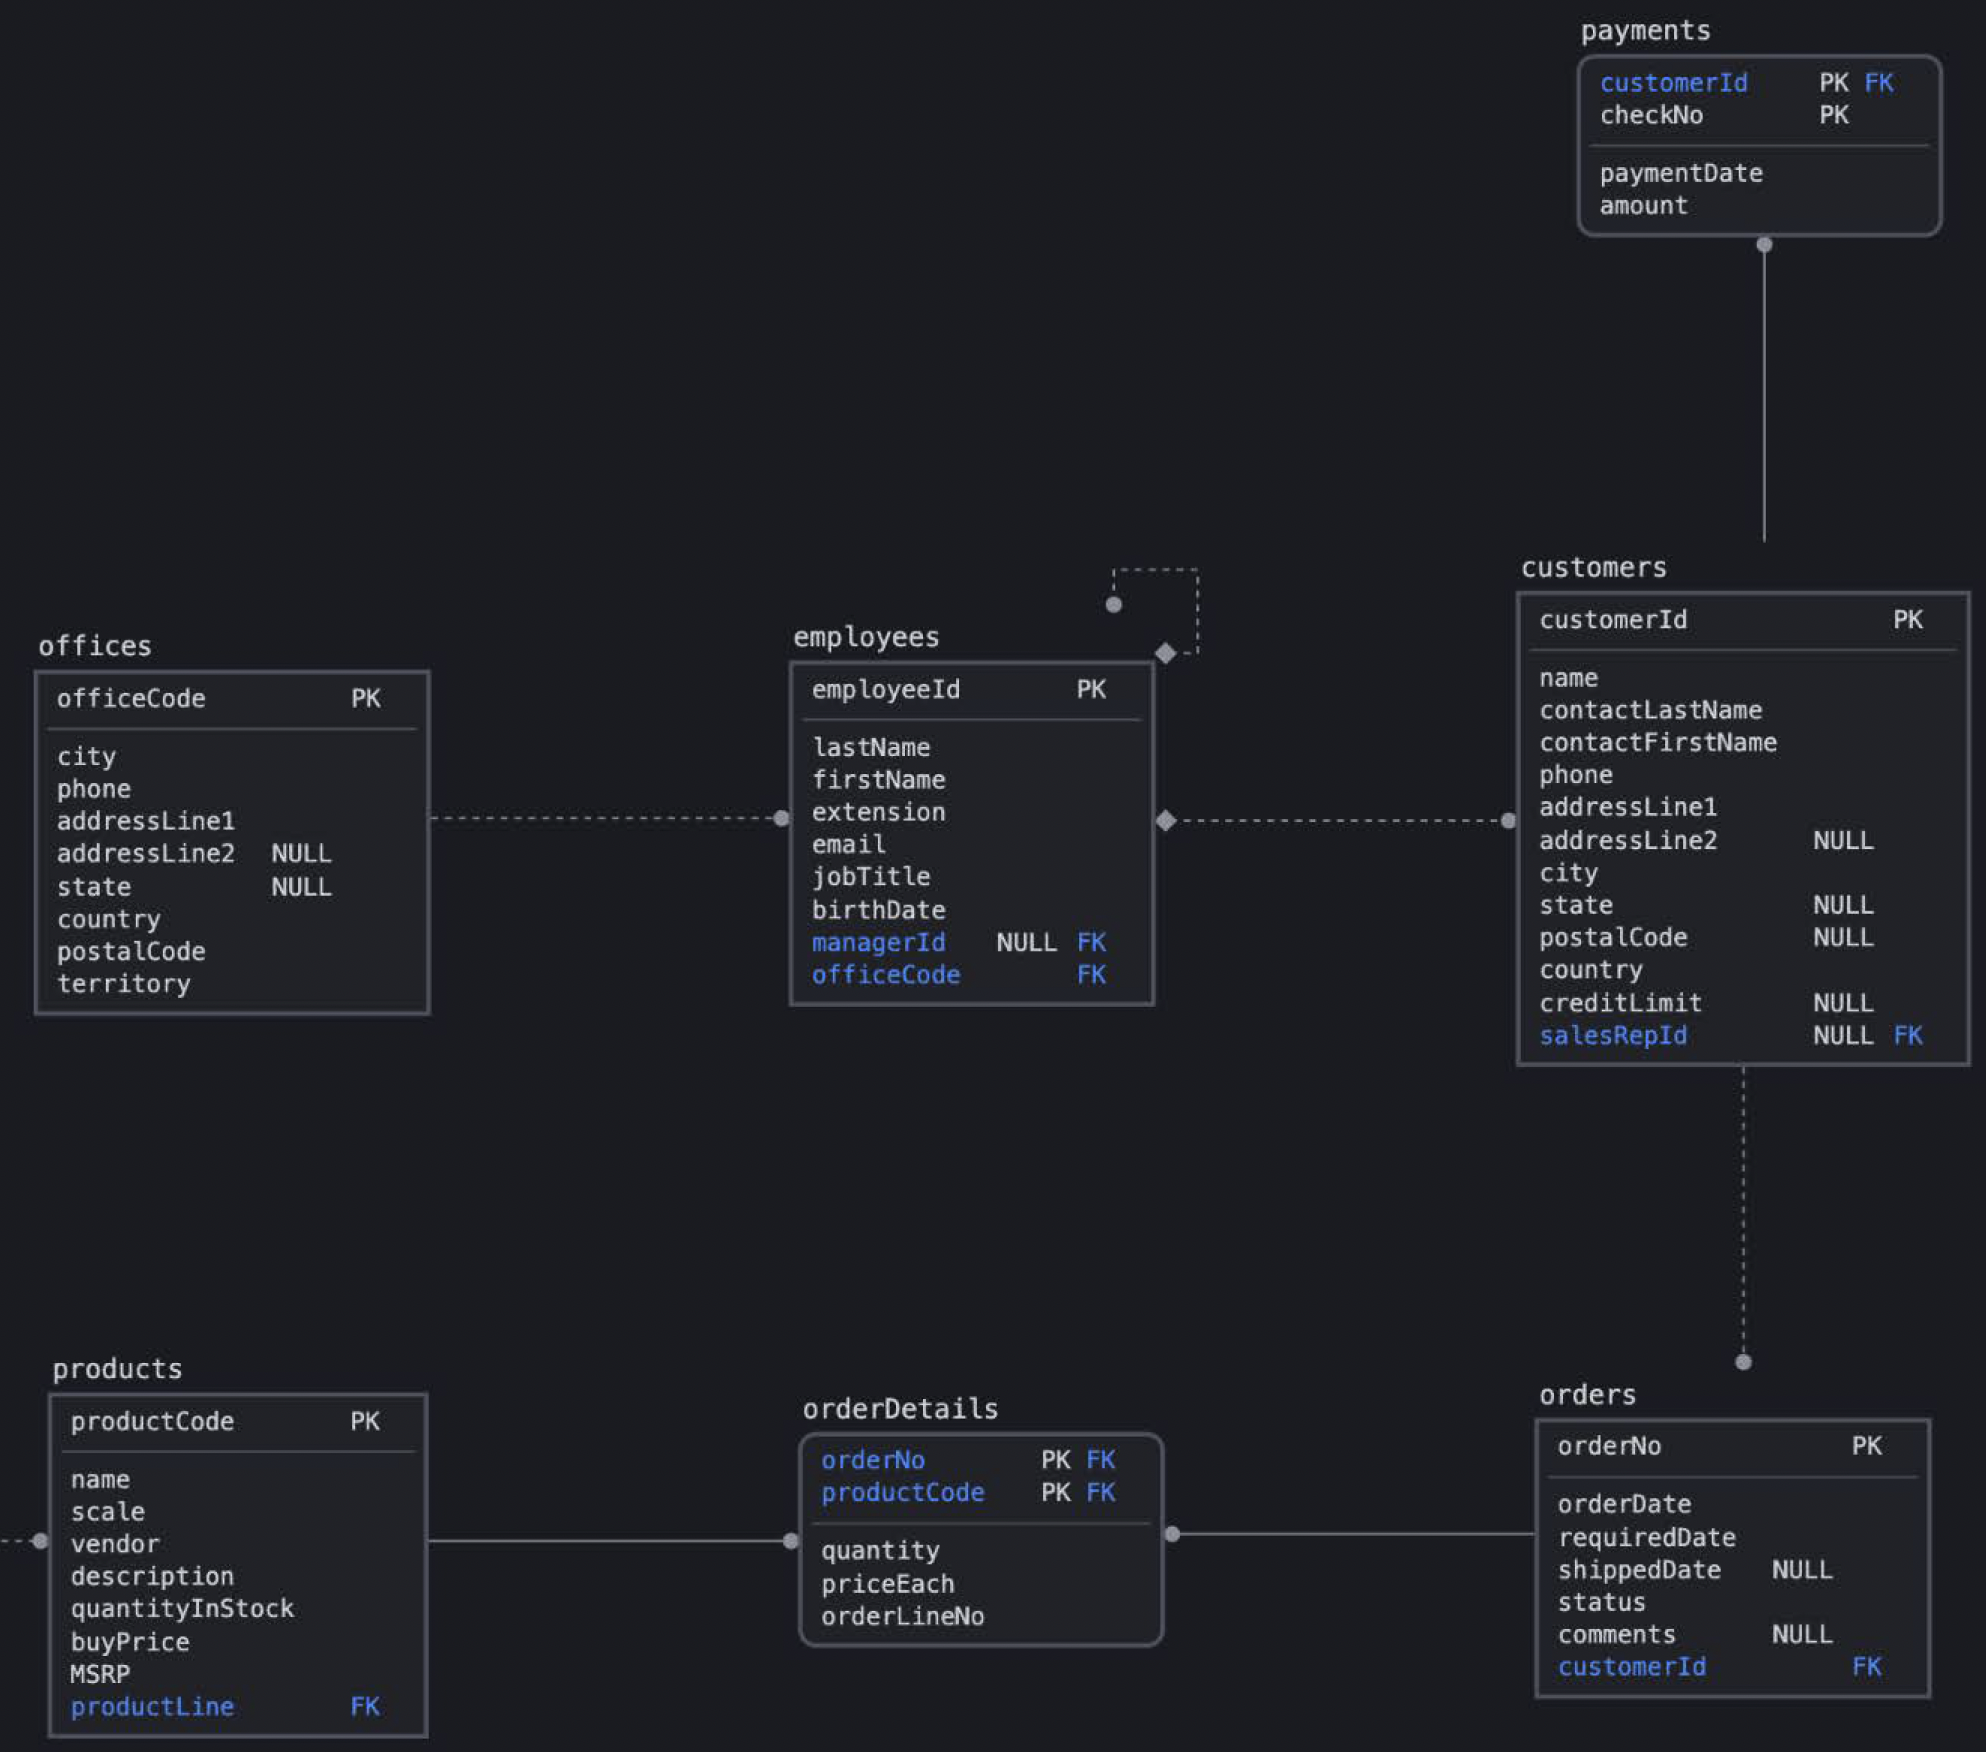 payments
customerId PK FK
checkNo PK
paymentDate
amount
offices
officeCode PK
city
phone
addressLine1
addressLine2 NULL
state NULL
country
postalCode
territory
employees
employeeId PK
lastName
firstName
extension
email
jobTitle
birthDate
managerId NULL FK
officeCode FK
customers
customerId PK
name
contactLastName
contactFirstName
phone
addressLine1
addressLine2 NULL
city
state NULL
postalCode NULL
country
creditLimit NULL
salesRepId NULL FK
products
productCode PK
name
scale
vendor
description
quantityInStock
buyPrice
MSRP
productLine FK
orderDetails
orderNo PK FK
productCode PK FK
quantity
priceEach
orderLineNo
orders
orderNo PK
orderDate
requiredDate
shippedDate NULL
status
comments NULL
customerId FK